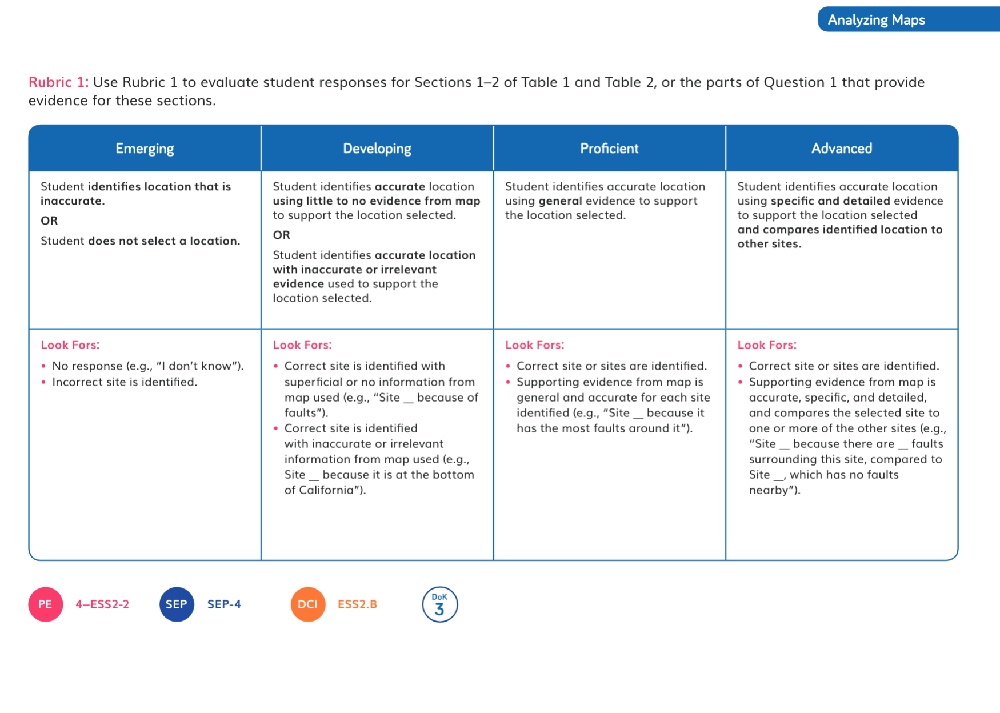 Analyzing Maps
Rubric 1: Use Rubric 1 to evaluate student responses for Sections 1–2 of Table 1 and Table 2, or the parts of Question 1 that provide
evidence for these sections.
Emerging
Developing
Proficient
Advanced
Student identifies location that is
inaccurate.
OR
Student does not select a location.
Student identifies accurate location
using little to no evidence from map
to support the location selected.
OR
Student identifies accurate location
with inaccurate or irrelevant
evidence used to support the
location selected.
Student identifies accurate location
using general evidence to support
the location selected.
Student identifies accurate location
using specific and detailed evidence
to support the location selected
and compares identified location to
other sites.
Look Fors:
• No response (e.g., “I don’t know”).
• Incorrect site is identified.
Look Fors:
• Correct site is identified with
superficial or no information from
map used (e.g., “Site __ because of
faults”).
• Correct site is identified
with inaccurate or irrelevant
information from map used (e.g.,
Site __ because it is at the bottom
of California”).
Look Fors:
• Correct site or sites are identified.
• Supporting evidence from map is
general and accurate for each site
identified (e.g., “Site __ because it
has the most faults around it”).
Look Fors:
• Correct site or sites are identified.
• Supporting evidence from map is
accurate, specific, and detailed,
and compares the selected site to
one or more of the other sites (e.g.,
“Site __ because there are __ faults
surrounding this site, compared to
Site __, which has no faults
nearby”).
PE 4–ESS2-2
SEP SEP-4
DCI ESS2.B
DoK
3